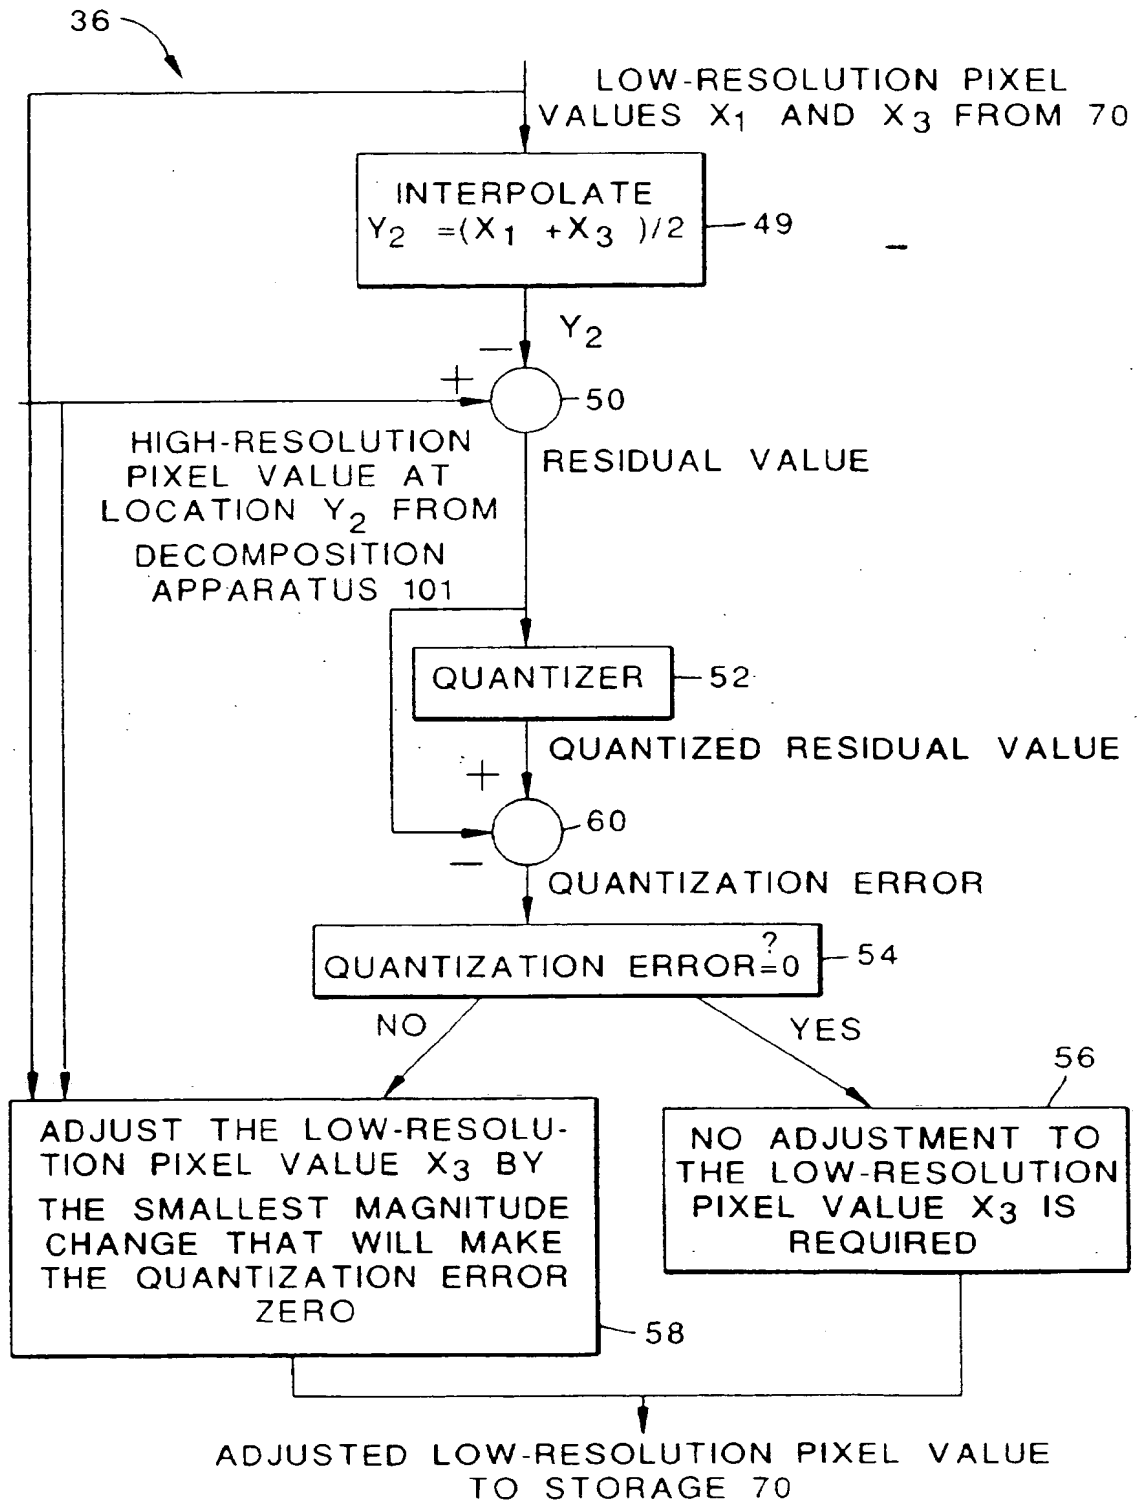 36
LOW-RESOLUTION PIXEL
VALUES X1 AND X3 FROM 70
INTERPOLATE
Y2 =(X1 +X3 )/2
49
Y2
−
+
50
HIGH-RESOLUTION
PIXEL VALUE AT
LOCATION Y2 FROM
DECOMPOSITION
APPARATUS 101
RESIDUAL VALUE
QUANTIZER
52
QUANTIZED RESIDUAL VALUE
+
60
−
QUANTIZATION ERROR
QUANTIZATION ERROR=0
?
54
NO
YES
56
ADJUST THE LOW-RESOLU-
TION PIXEL VALUE X3 BY
THE SMALLEST MAGNITUDE
CHANGE THAT WILL MAKE
THE QUANTIZATION ERROR
ZERO
58
NO ADJUSTMENT TO
THE LOW-RESOLUTION
PIXEL VALUE X3 IS
REQUIRED
ADJUSTED LOW-RESOLUTION PIXEL VALUE
TO STORAGE 70